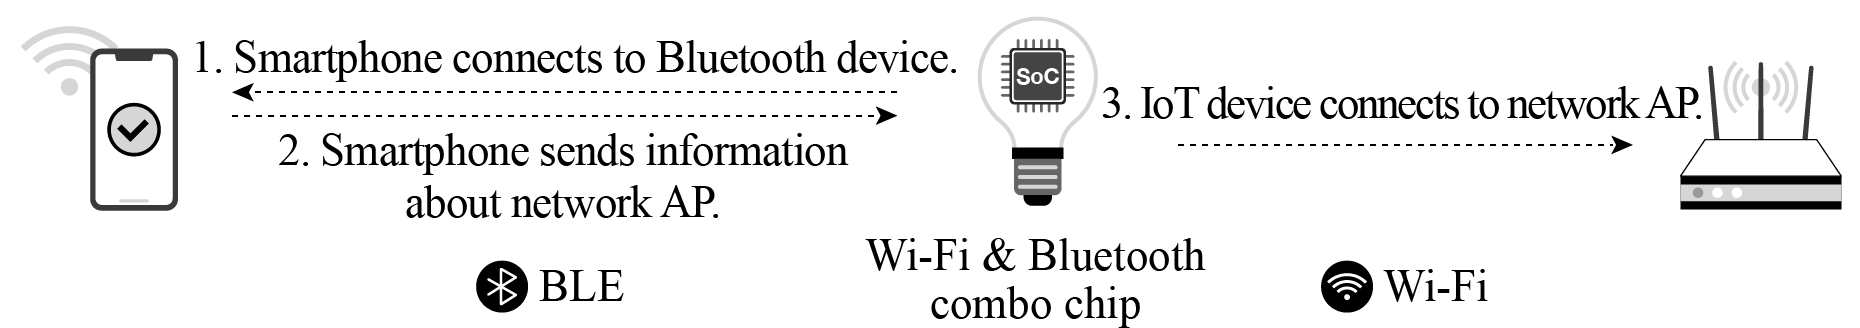 1. Smartphone connects to Bluetooth device.
2. Smartphone sends information
about network AP.
SoC
3. IoT device connects to network AP.
BLE
Wi-Fi & Bluetooth
combo chip
Wi-Fi